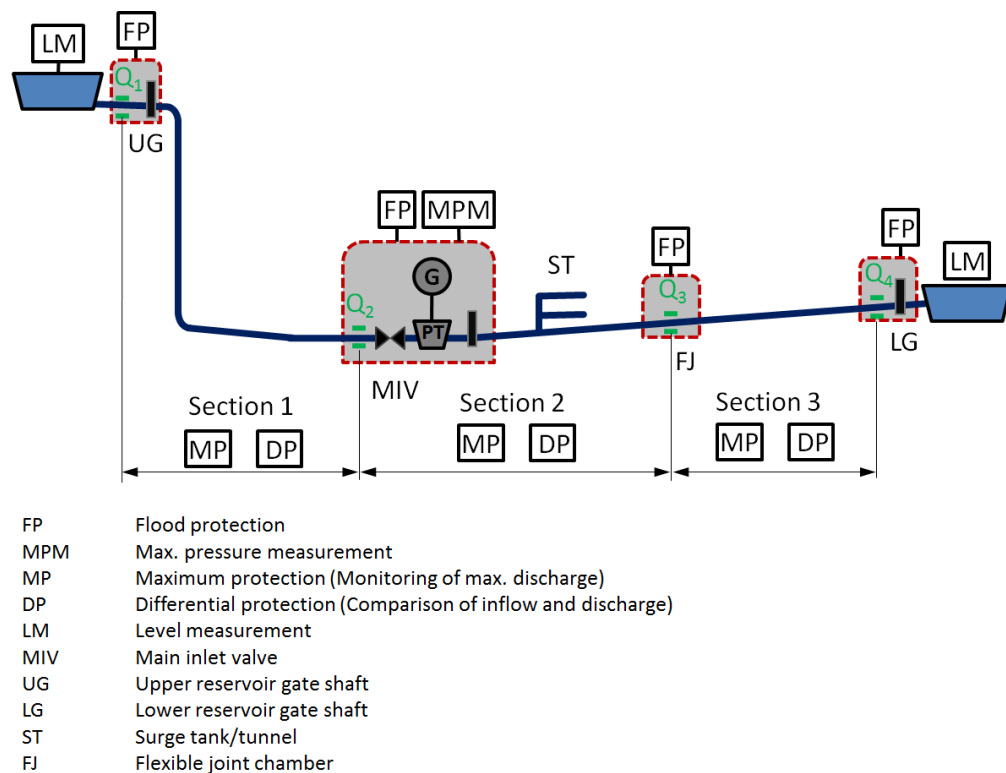 LM
FP
Q1
UG
FP
MPM
G
Q2
PT
MIV
ST
FP
Q3
FJ
FP
Q4
LM
LG
Section 1
MP DP
Section 2
MP DP
Section 3
MP DP
FP Flood protection
MPM Max. pressure measurement
MP Maximum protection (Monitoring of max. discharge)
DP Differential protection (Comparison of inflow and discharge)
LM Level measurement
MIV Main inlet valve
UG Upper reservoir gate shaft
LG Lower reservoir gate shaft
ST Surge tank/tunnel
FJ Flexible joint chamber